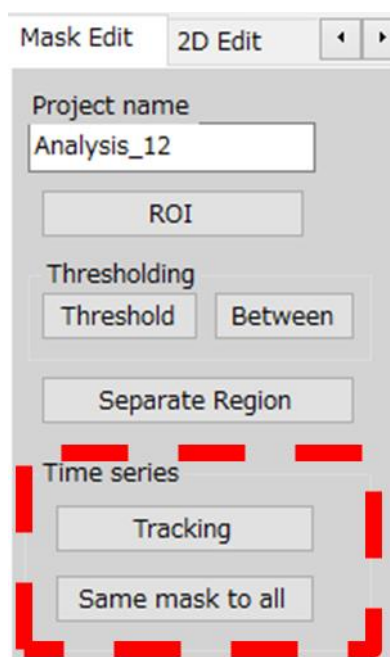 Mask Edit 2D Edit
Project name
Analysis_12
ROI
Thresholding
Threshold Between
Separate Region
Time series
Tracking
Same mask to all